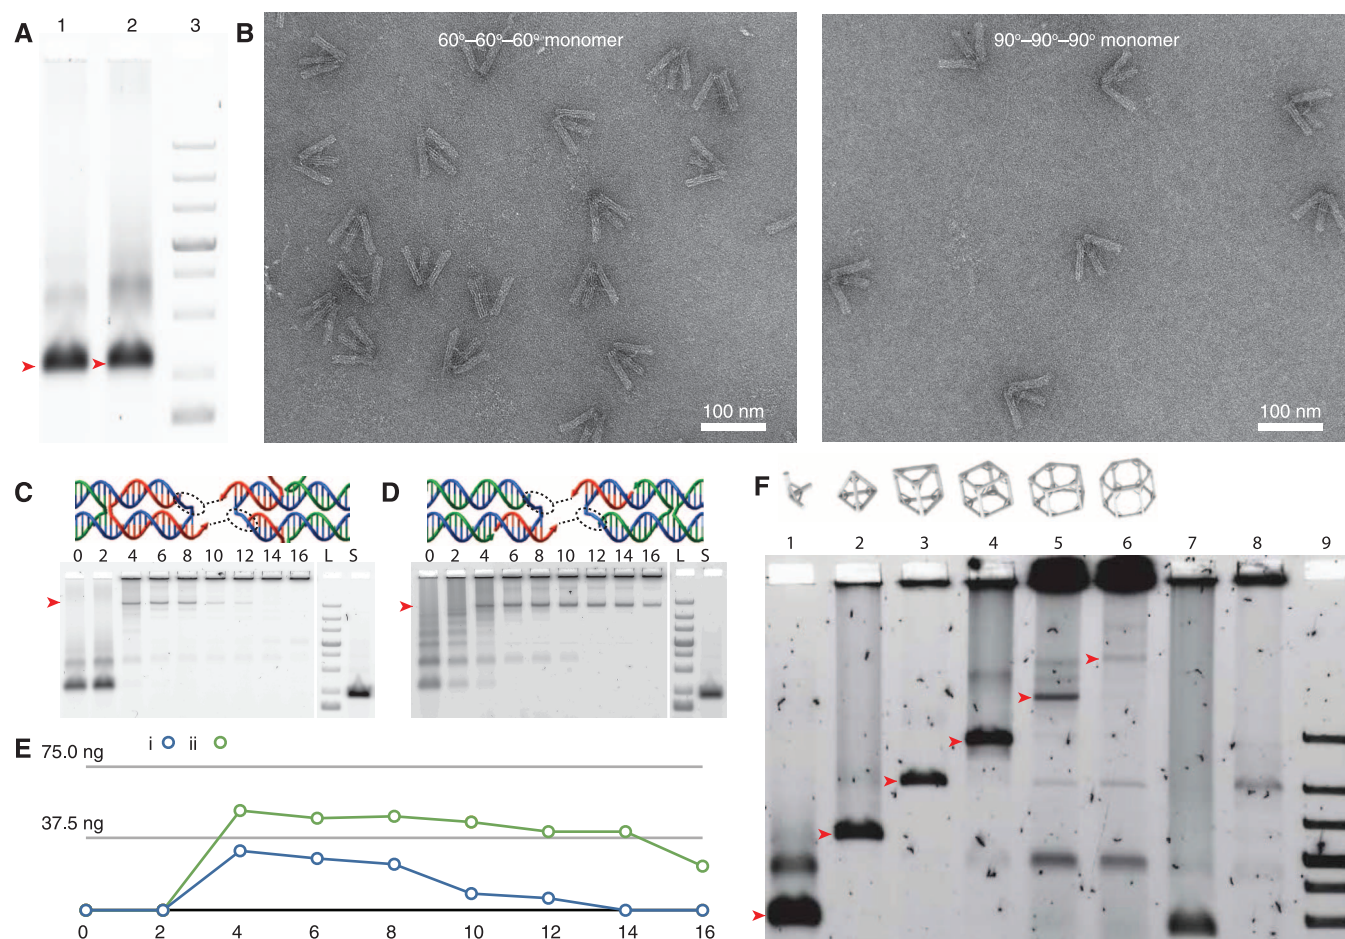 A
1 2 3
B
60°–60°–60° monomer
100 nm
90°–90°–90° monomer
100 nm
C
0 2 4 6 8 10 12 14 16 L S
D
0 2 4 6 8 10 12 14 16 L S
E
i ii
75.0 ng
37.5 ng
0 2 4 6 8 10 12 14 16
F
1 2 3 4 5 6 7 8 9